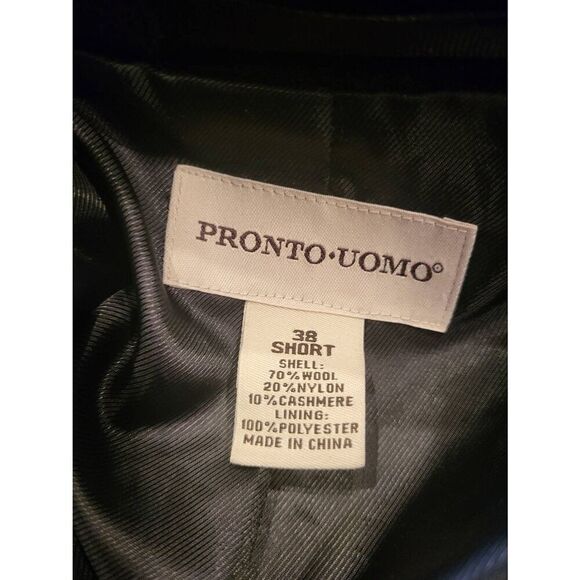 PRONTO•UOMO®
38
SHORT
SHELL:
70%WOOL
20%NYLON
10%CASHMERE
LINING:
100%POLYESTER
MADE IN CHINA